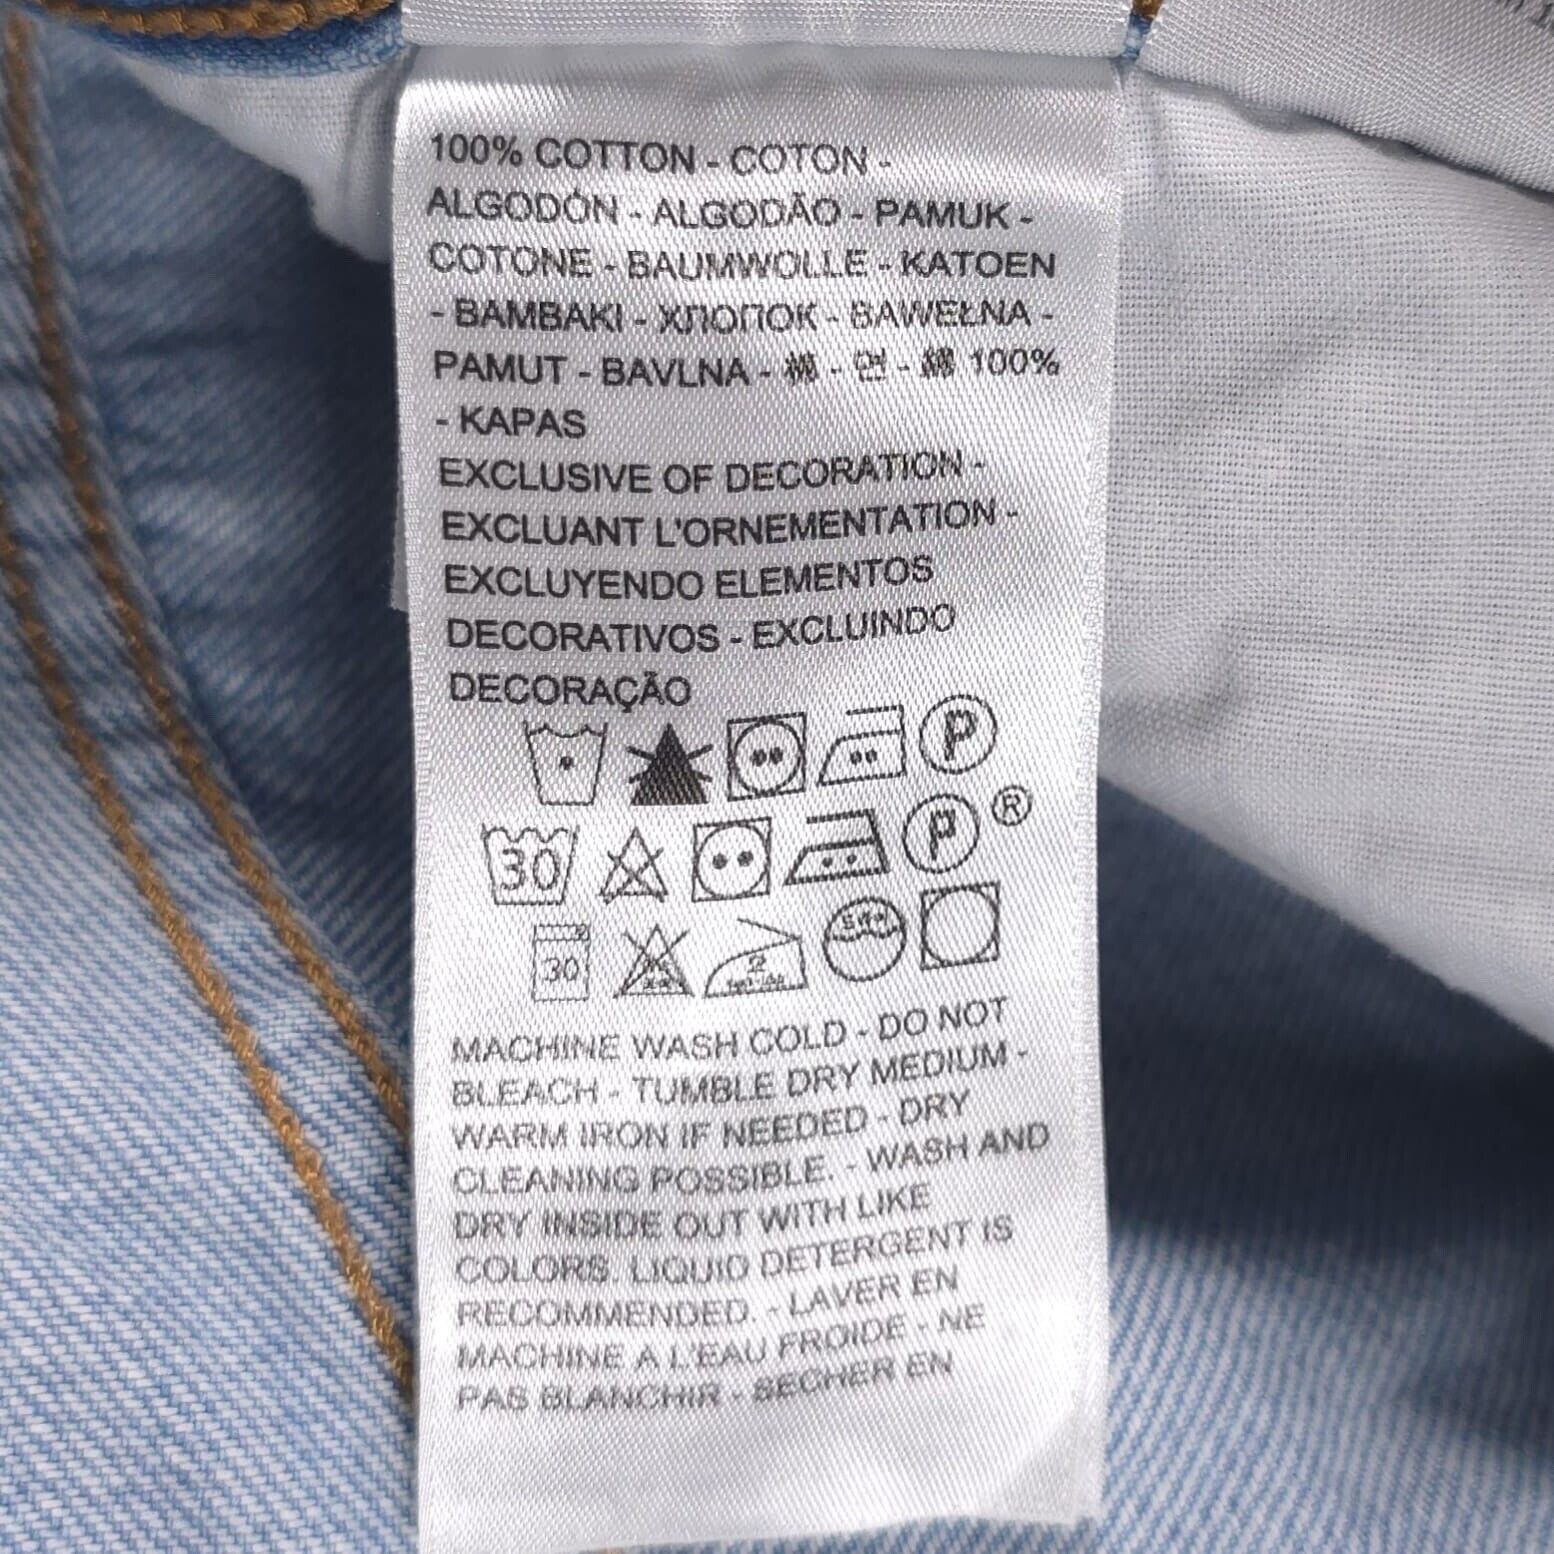 100% COTTON - COTON -
ALGODÓN - ALGODÃO - PAMUK -
COTONE - BAUMWOLLE - KATOEN
- BAMBAKI - ХЛОПОК - BAWEŁNA -
PAMUT - BAVLNA - 棉 - 면 - 綿 100%
- KAPAS
EXCLUSIVE OF DECORATION -
EXCLUANT L'ORNEMENTATION -
EXCLUYENDO ELEMENTOS
DECORATIVOS - EXCLUINDO
DECORAÇÃO
P
30 P ®
30
MACHINE WASH COLD - DO NOT
BLEACH - TUMBLE DRY MEDIUM -
WARM IRON IF NEEDED - DRY
CLEANING POSSIBLE. - WASH AND
DRY INSIDE OUT WITH LIKE
COLORS. LIQUID DETERGENT IS
RECOMMENDED. - LAVER EN
MACHINE A L'EAU FROIDE - NE
PAS BLANCHIR - SECHER EN